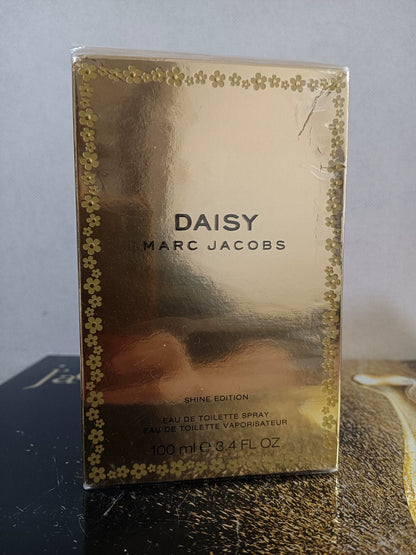 DAISY
MARC JACOBS
SHINE EDITION
EAU DE TOILETTE SPRAY
EAU DE TOILETTE VAPORISATEUR
100 ml ℮ 3.4 FL OZ